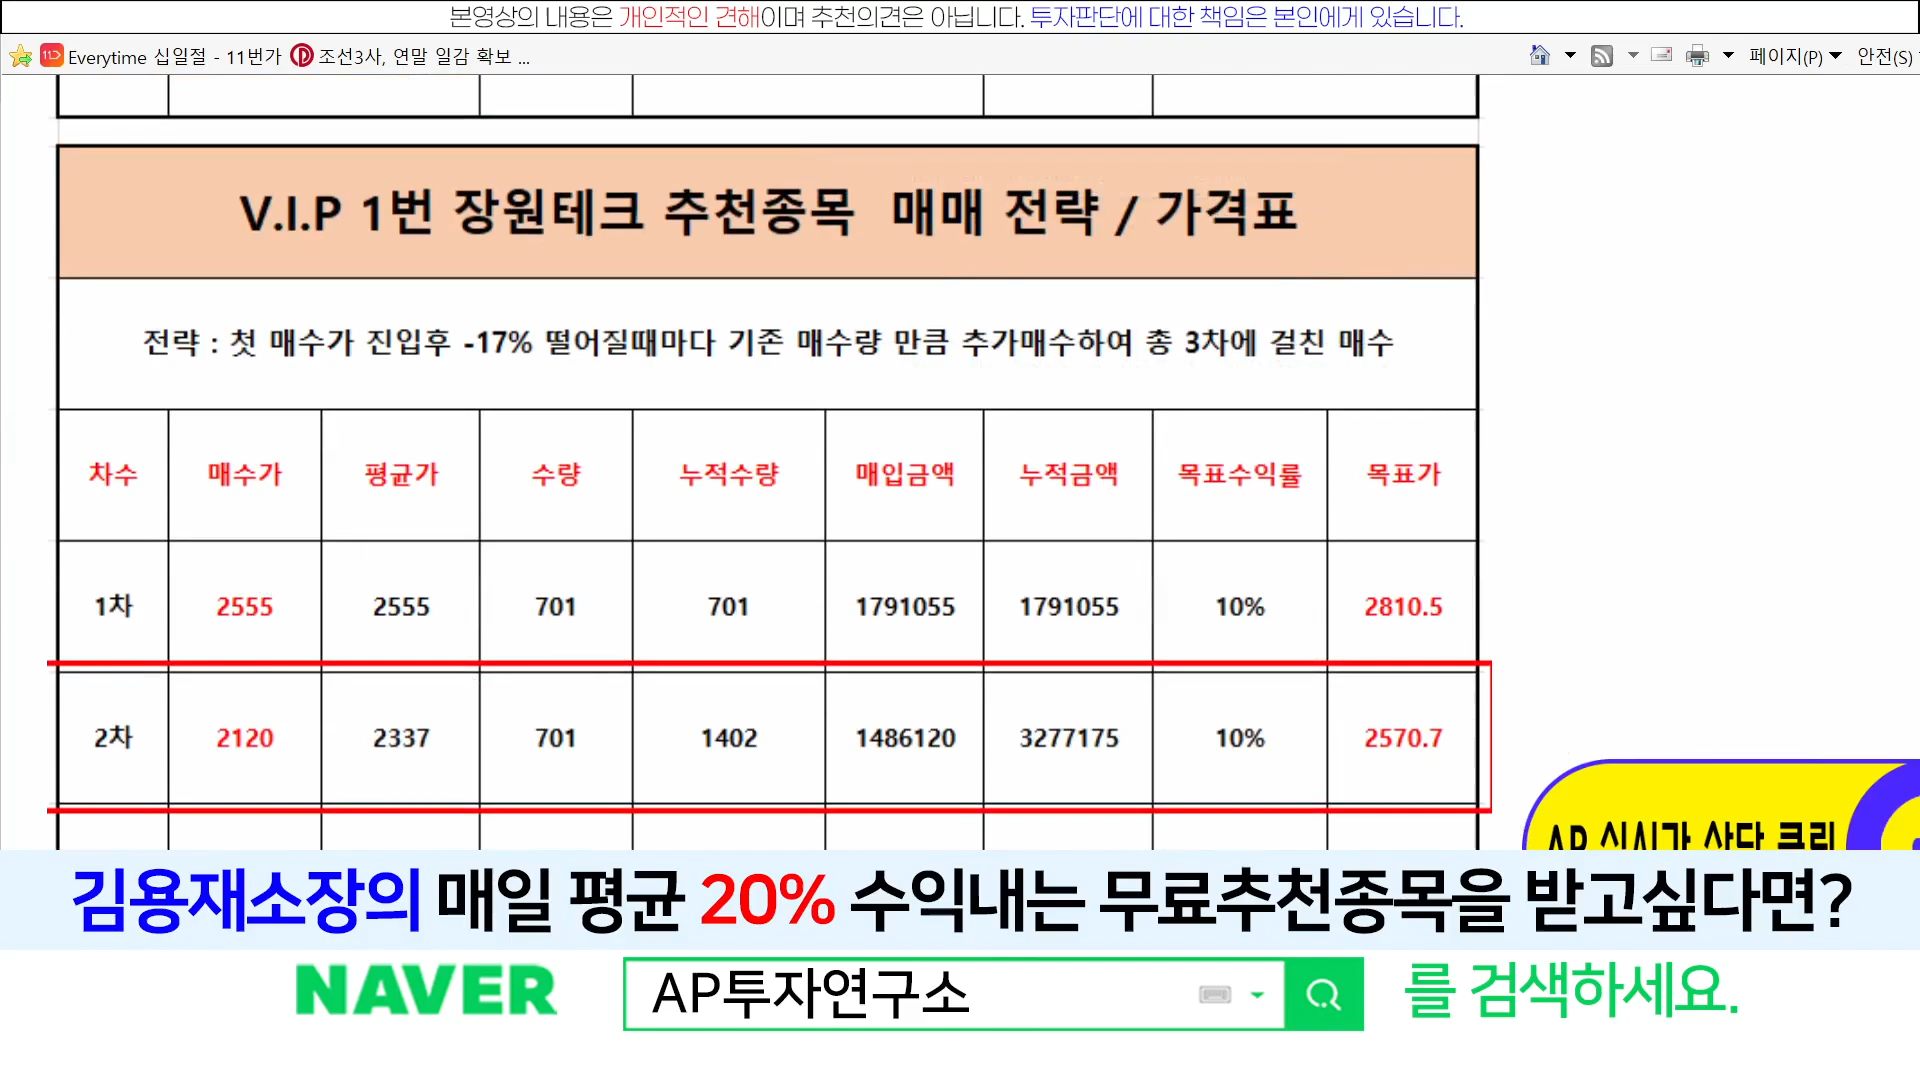 본영상의 내용은 개인적인 견해이며 추천의견은 아닙니다. 투자판단에 대한 책임은 본인에게 있습니다.
Everytime 십일절 - 11번가 조선3사, 연말 일감 확보 ... 페이지(P) 안전(S)
V.I.P 1번 장원테크 추천종목 매매 전략 / 가격표
전략 : 첫 매수가 진입후 -17% 떨어질때마다 기존 매수량 만큼 추가매수하여 총 3차에 걸친 매수
차수 매수가 평균가 수량 누적수량 매입금액 누적금액 목표수익률 목표가
1차 2555 2555 701 701 1791055 1791055 10% 2810.5
2차 2120 2337 701 1402 1486120 3277175 10% 2570.7
AP 실시간 상담 클릭
김용재소장의 매일 평균 20% 수익내는 무료추천종목을 받고싶다면?
NAVER AP투자연구소 를 검색하세요.